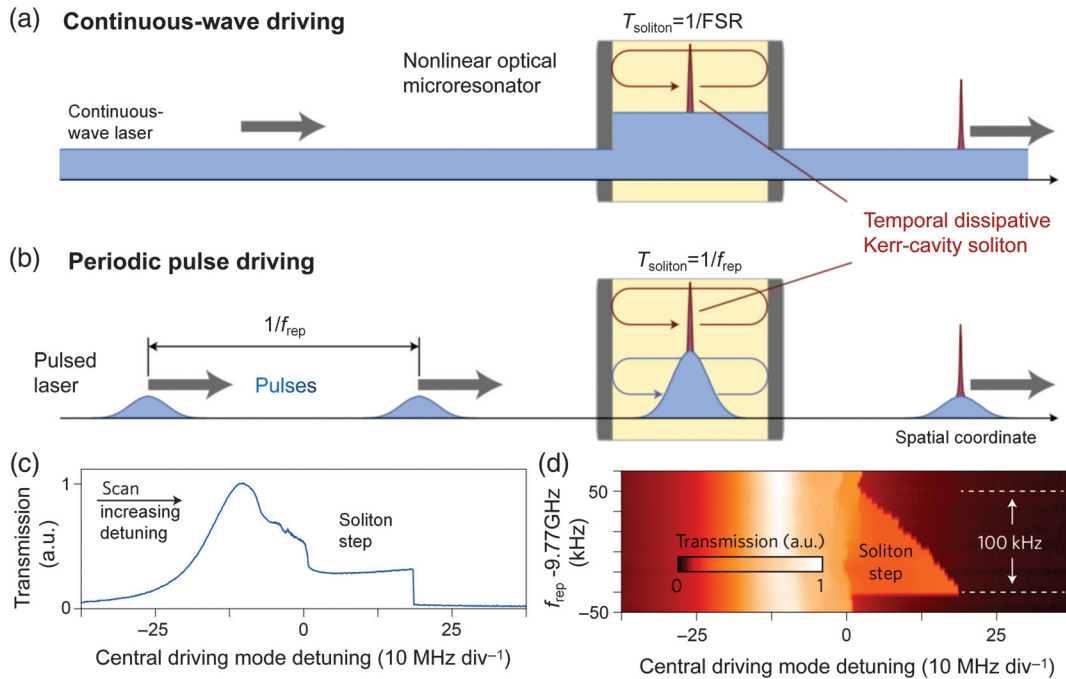 (a) Continuous-wave driving
T_soliton=1/FSR
Nonlinear optical
microresonator
Continuous-
wave laser
Temporal dissipative
Kerr-cavity soliton
(b) Periodic pulse driving
T_soliton=1/f_rep
1/f_rep
Pulsed
laser
Pulses
Spatial coordinate
(c)
Transmission
(a.u.)
1
0
Scan
increasing
detuning
Soliton
step
−25
0
25
Central driving mode detuning (10 MHz div⁻¹)
(d)
f_rep -9.77GHz
(kHz)
50
−50
Transmission (a.u.)
0
1
Soliton
step
100 kHz
−25
0
25
Central driving mode detuning (10 MHz div⁻¹)